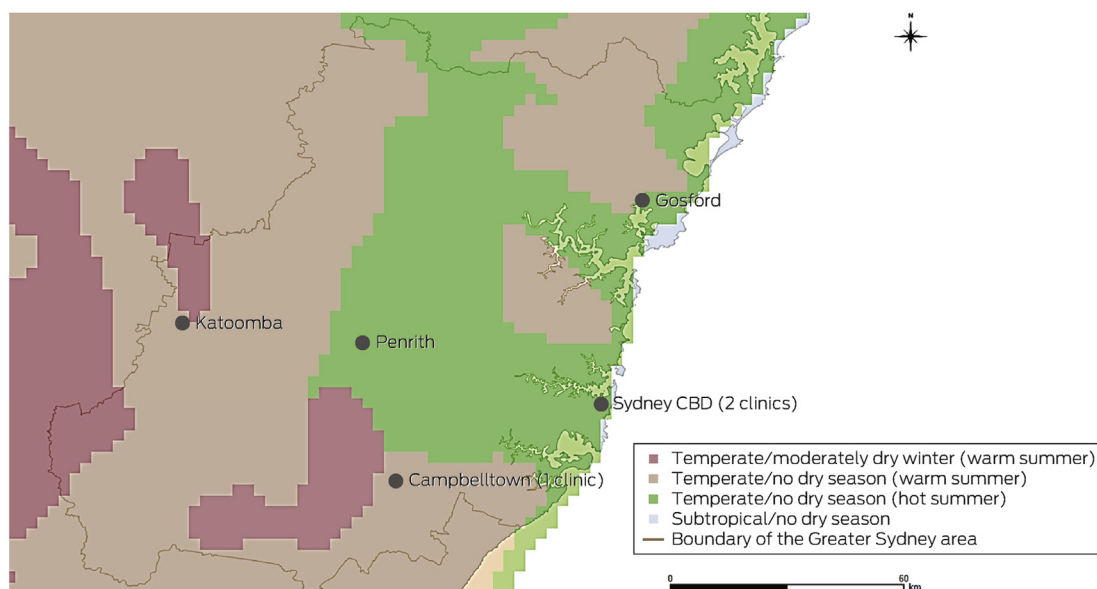 N
Gosford
Katoomba
Penrith
Sydney CBD (2 clinics)
Campbelltown (1 clinic)
Temperate/moderately dry winter (warm summer)
Temperate/no dry season (warm summer)
Temperate/no dry season (hot summer)
Subtropical/no dry season
Boundary of the Greater Sydney area
0 60
km